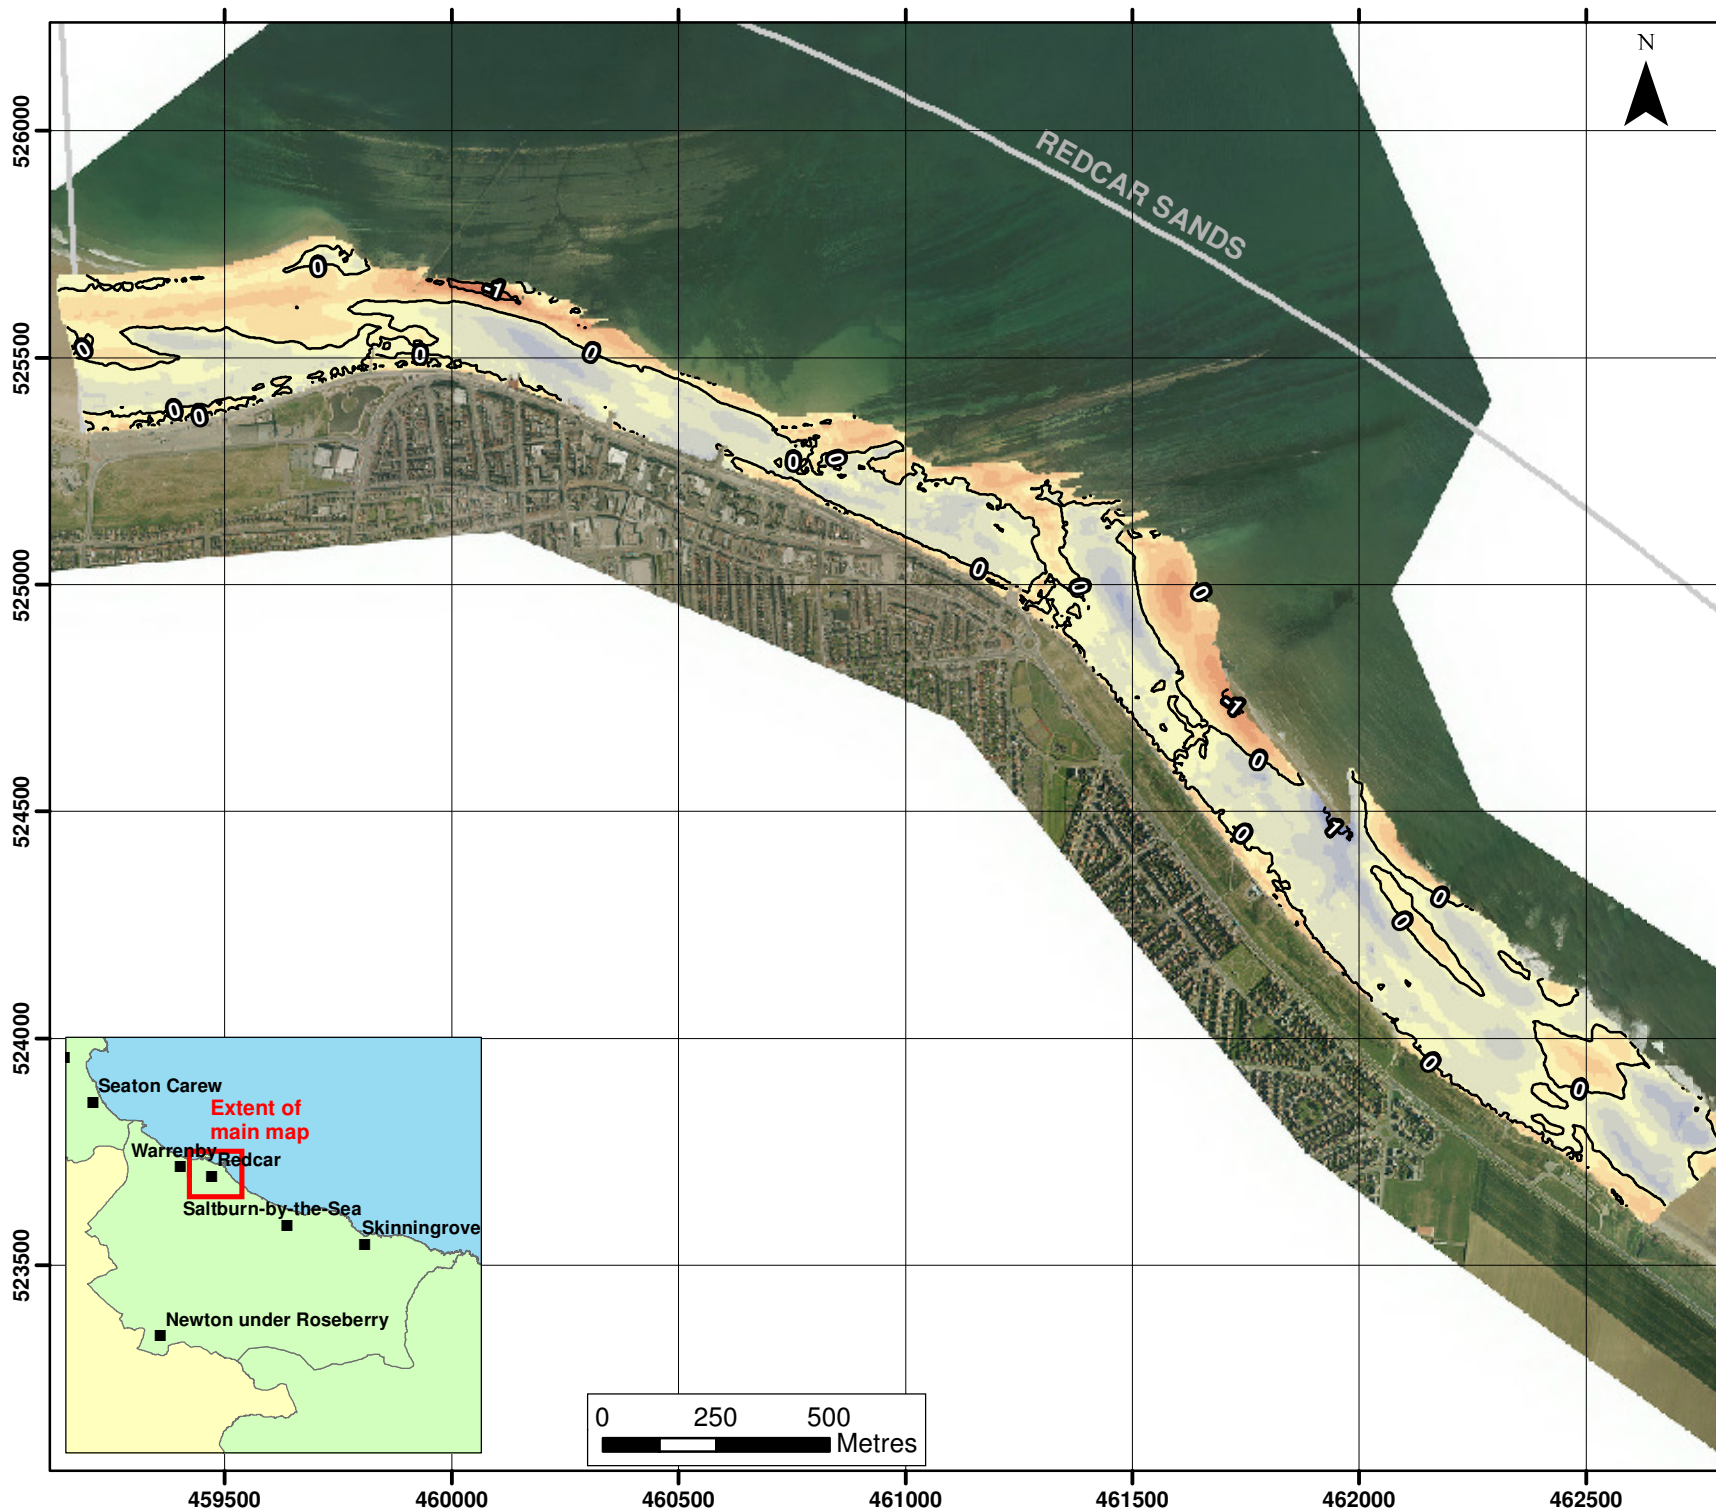 N
526000
525500
525000
524500
524000
523500
REDCAR SANDS
0
-1
0
0
0
0
0
0
0
0
0
0
-1
0
1
0
0
0
0
0
Seaton Carew
Extent of
main map
Warrenby
Redcar
Saltburn-by-the-Sea
Skinningrove
Newton under Roseberry
0 250 500
Metres
459500 460000 460500 461000 461500 462000 462500